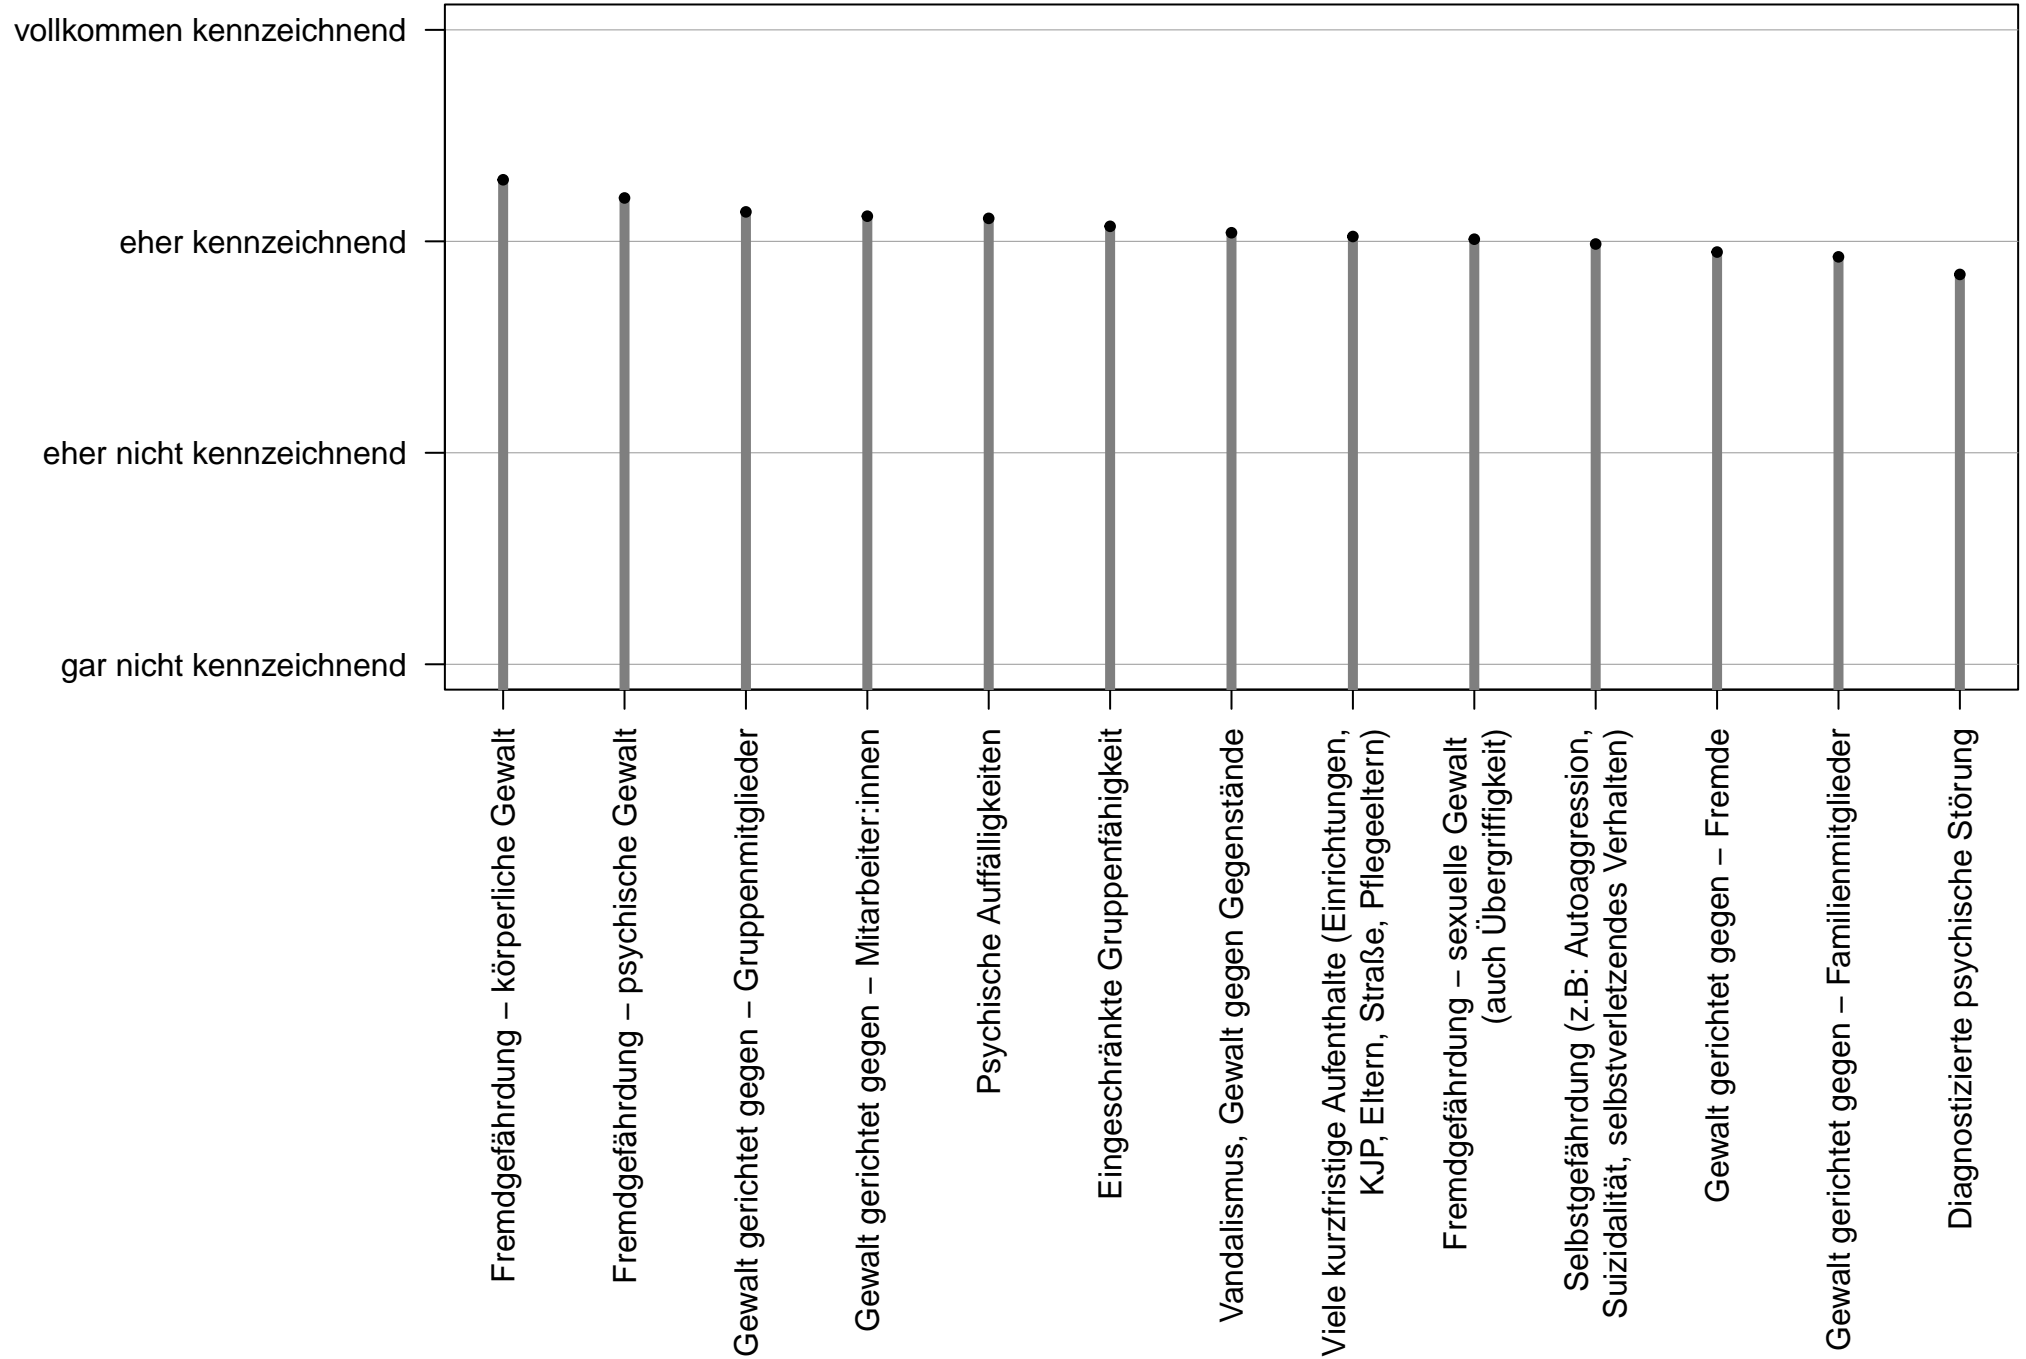 vollkommen kennzeichnend
eher kennzeichnend
eher nicht kennzeichnend
gar nicht kennzeichnend
Fremdgefährdung – körperliche Gewalt
Fremdgefährdung – psychische Gewalt
Gewalt gerichtet gegen – Gruppenmitglieder
Gewalt gerichtet gegen – Mitarbeiter:innen
Psychische Auffälligkeiten
Eingeschränkte Gruppenfähigkeit
Vandalismus, Gewalt gegen Gegenstände
Viele kurzfristige Aufenthalte (Einrichtungen,
KJP, Eltern, Straße, Pflegeeltern)
Fremdgefährdung – sexuelle Gewalt
(auch Übergriffigkeit)
Selbstgefährdung (z.B: Autoaggression,
Suizidalität, selbstverletzendes Verhalten)
Gewalt gerichtet gegen – Fremde
Gewalt gerichtet gegen – Familienmitglieder
Diagnostizierte psychische Störung